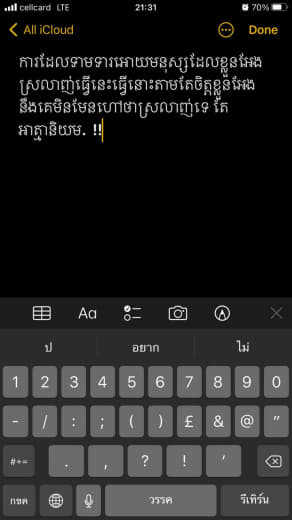 cellcard LTE 21:31 70%
All iCloud Done
ការដែលទាមទារអោយមនុស្សដែលខ្លួនឯង
ស្រលាញ់ធ្វើនេះធ្វើនោះតាមតែចិត្តខ្លួនឯង
នឹងគេមិនមែនហៅថាស្រលាញ់ទេ តែ
អាត្មានិយម. !!
Aa
ป อยาก ไม่
1 2 3 4 5 6 7 8 9 0
- / : ; ( ) £ & @ "
#+= . , ? ! '
กขค วรรค รีเทิร์น